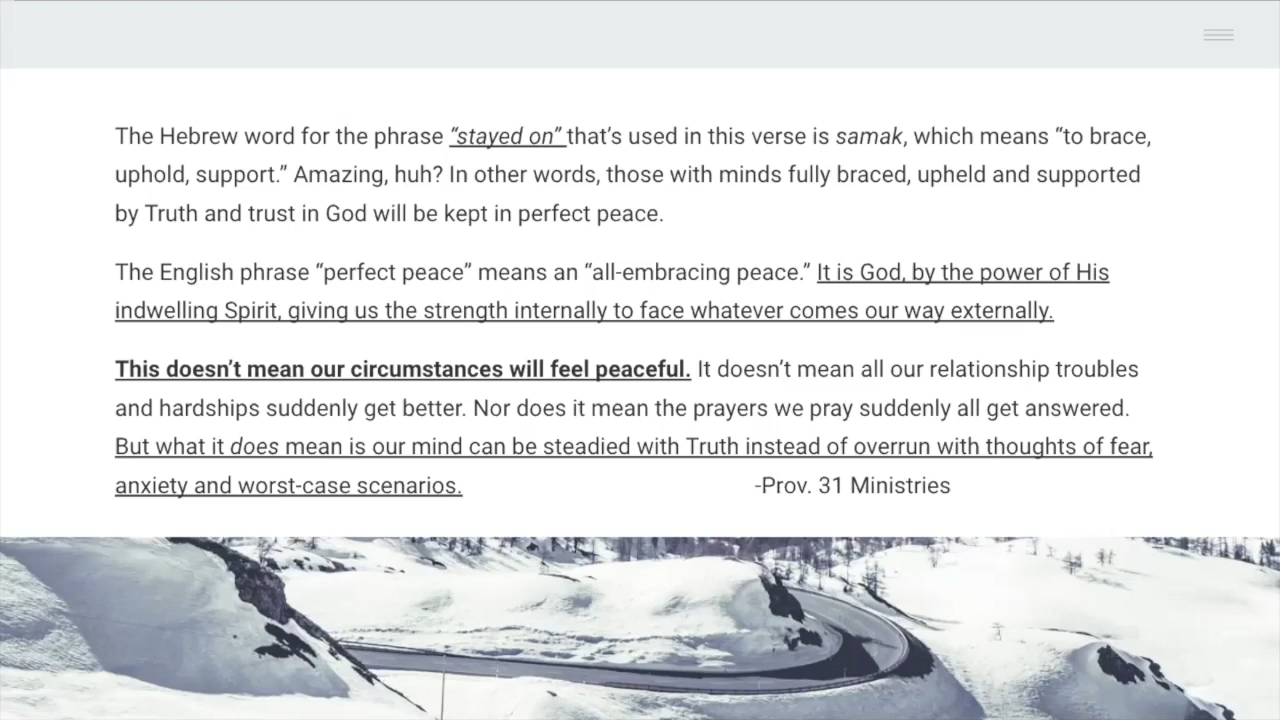 The Hebrew word for the phrase “stayed on” that’s used in this verse is samak, which means “to brace,
uphold, support.” Amazing, huh? In other words, those with minds fully braced, upheld and supported
by Truth and trust in God will be kept in perfect peace.
The English phrase “perfect peace” means an “all-embracing peace.” It is God, by the power of His
indwelling Spirit, giving us the strength internally to face whatever comes our way externally.
This doesn’t mean our circumstances will feel peaceful. It doesn’t mean all our relationship troubles
and hardships suddenly get better. Nor does it mean the prayers we pray suddenly all get answered.
But what it does mean is our mind can be steadied with Truth instead of overrun with thoughts of fear,
anxiety and worst-case scenarios. -Prov. 31 Ministries